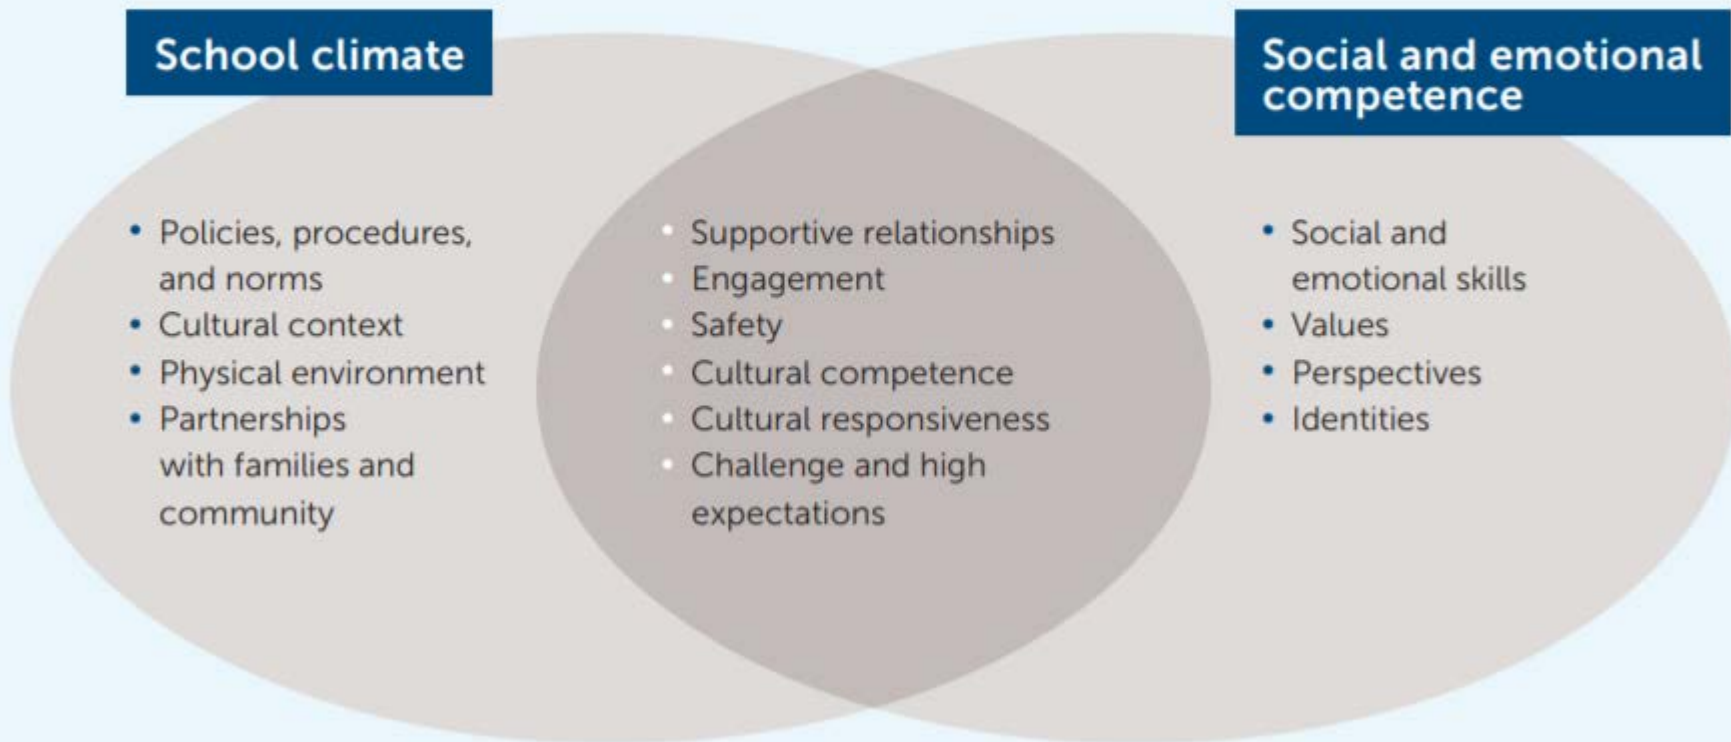 School climate
Social and emotional
competence
• Policies, procedures,
and norms
• Cultural context
• Physical environment
• Partnerships
with families and
community
• Supportive relationships
• Engagement
• Safety
• Cultural competence
• Cultural responsiveness
• Challenge and high
expectations
• Social and
emotional skills
• Values
• Perspectives
• Identities